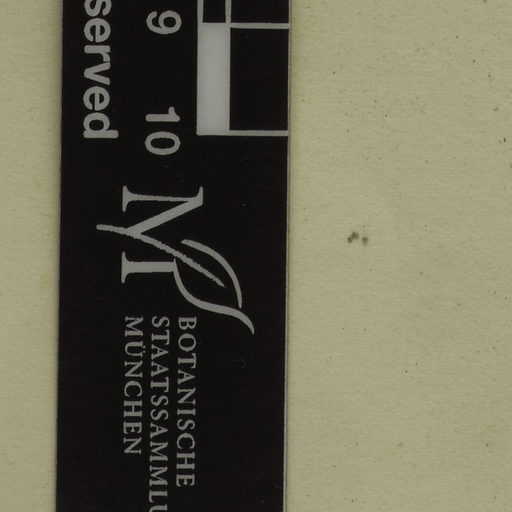 served
9 10
BOTANISCHE
STAATSSAMMLU
MÜNCHEN